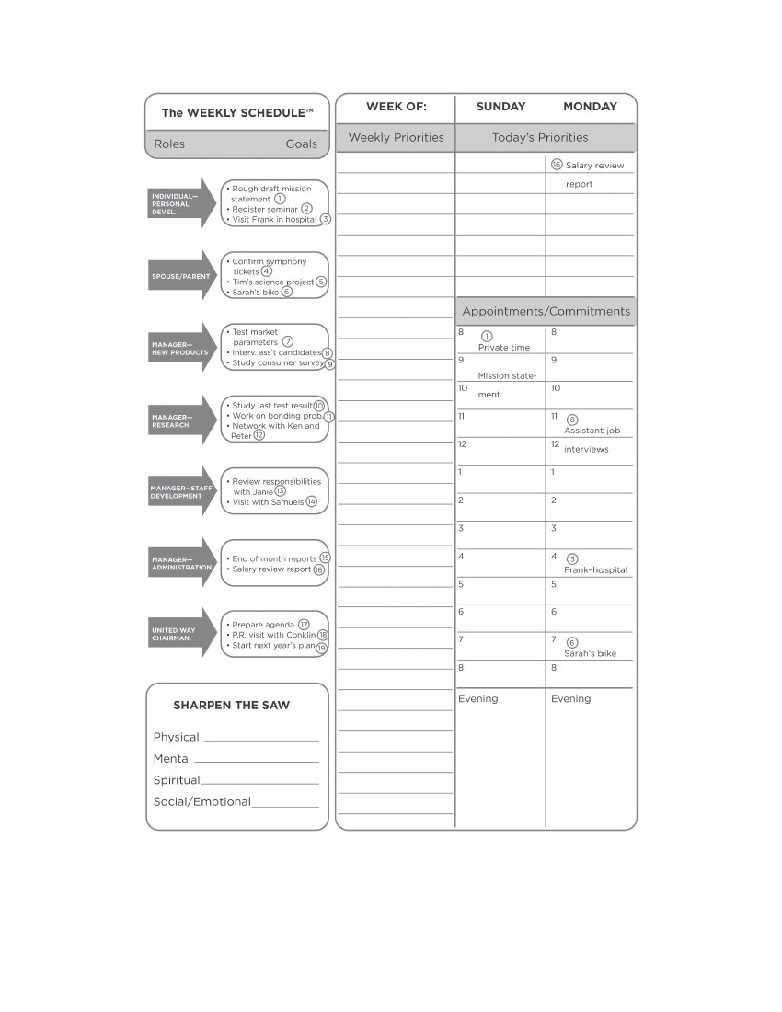 The WEEKLY SCHEDULE™
Roles Goals
INDIVIDUAL—
PERSONAL
DEVEL.
• Rough draft mission
statement ①
• Register seminar ②
• Visit Frank in hospital ③
SPOUSE/PARENT
• Confirm symphony
tickets ④
• Tim's science project ⑤
• Sarah's bike ⑥
MANAGER—
NEW PRODUCTS
• Test market
parameters ⑦
• Interv. ass't candidates ⑧
• Study consumer survey ⑨
MANAGER—
RESEARCH
• Study last test result ⑩
• Work on bonding prob. ⑪
• Network with Ken and
Peter ⑫
MANAGER—STAFF
DEVELOPMENT
• Review responsibilities
with Janie ⑬
• Visit with Samuels ⑭
MANAGER—
ADMINISTRATION
• End of month reports ⑮
• Salary review report ⑯
UNITED WAY
CHAIRMAN
• Prepare agenda ⑰
• P.R. visit with Conklin ⑱
• Start next year's plan ⑲
SHARPEN THE SAW
Physical
Menta
Spiritual
Social/Emotional
WEEK OF:
Weekly Priorities
SUNDAY MONDAY
Today's Priorities
⑯ Salary review
report
Appointments/Commitments
8 ① 8
Private time
9 9
Mission state-
10 10
ment
11 11 ⑧
Assistant job
12 12 interviews
1 1
2 2
3 3
4 4 ③
Frank-hospital
5 5
6 6
7 7 ⑥
Sarah's bike
8 8
Evening Evening